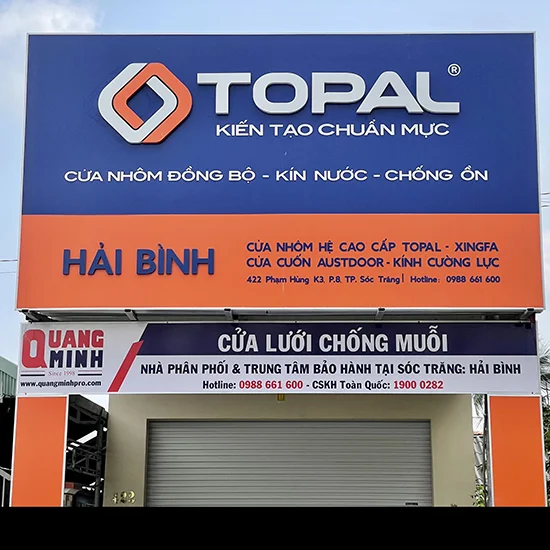 TOPAL®
KIẾN TẠO CHUẨN MỰC
CỬA NHÔM ĐỒNG BỘ - KÍN NƯỚC - CHỐNG ỒN
HẢI BÌNH
CỬA NHÔM HỆ CAO CẤP TOPAL - XINGFA
CỬA CUỐN AUSTDOOR - KÍNH CƯỜNG LỰC
422 Phạm Hùng K3, P.8, TP. Sóc Trăng | Hotline: 0988 661 600
QUANG MINH
Since 1998
www.quangminhpro.com
CỬA LƯỚI CHỐNG MUỖI
NHÀ PHÂN PHỐI & TRUNG TÂM BẢO HÀNH TẠI SÓC TRĂNG: HẢI BÌNH
Hotline: 0988 661 600 - CSKH Toàn Quốc: 1900 0282
422